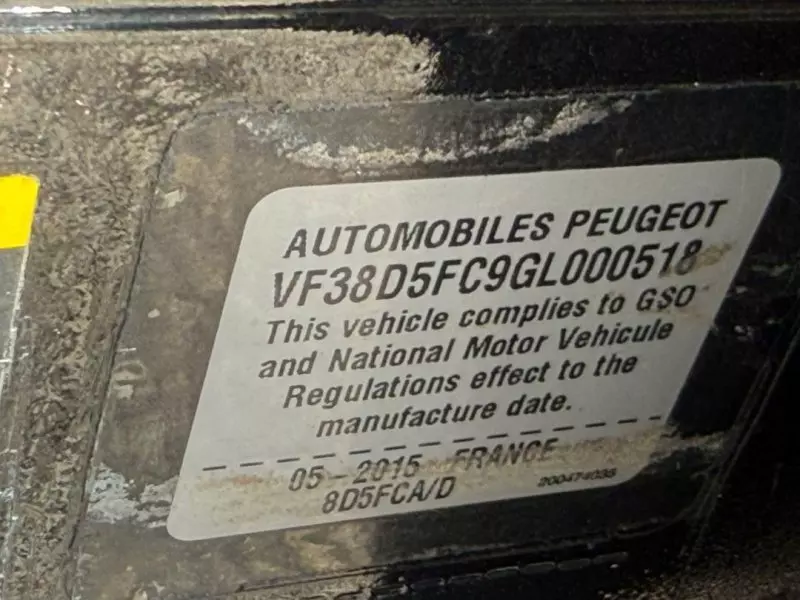 AUTOMOBILES PEUGEOT
VF38D5FC9GL000518
This vehicle complies to GSO
and National Motor Vehicule
Regulations effect to the
manufacture date.
05 - 2015 FRANCE
8D5FCA/D